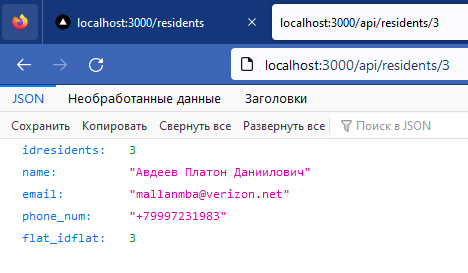 localhost:3000/residents
localhost:3000/api/residents/3
localhost:3000/api/residents/3
JSON Необработанные данные Заголовки
Сохранить Копировать Свернуть все Развернуть все Поиск в JSON
idresidents: 3
name: "Авдеев Платон Даниилович"
email: "mallanmba@verizon.net"
phone_num: "+79997231983"
flat_idflat: 3